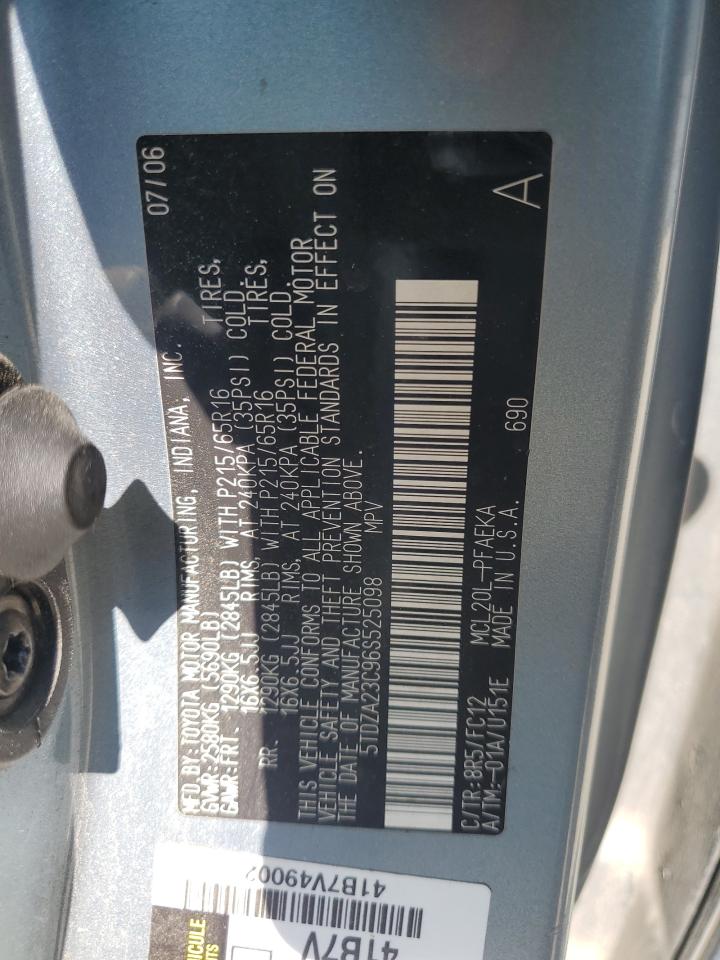 MFD.BY:TOYOTA MOTOR MANUFACTURING, INDIANA, INC. 07/06
GVWR:2580KG (5690LB)
GAWR:FRT. 1290KG (2845LB) WITH P215/65R16 TIRES,
16X6.5JJ RIMS, AT 240KPA (35PSI) COLD.
RR. 1290KG (2845LB) WITH P215/65R16 TIRES,
16X6.5JJ RIMS, AT 240KPA (35PSI) COLD.
THIS VEHICLE CONFORMS TO ALL APPLICABLE FEDERAL MOTOR
VEHICLE SAFETY AND THEFT PREVENTION STANDARDS IN EFFECT ON
THE DATE OF MANUFACTURE SHOWN ABOVE.
5TDZA23C96S525098 MPV
C/TR:8R5/FC12 MCL20L-PFAEKA 690 A
A/TM:-01A/U151E MADE IN U.S.A.
41B7V49002
41B7V